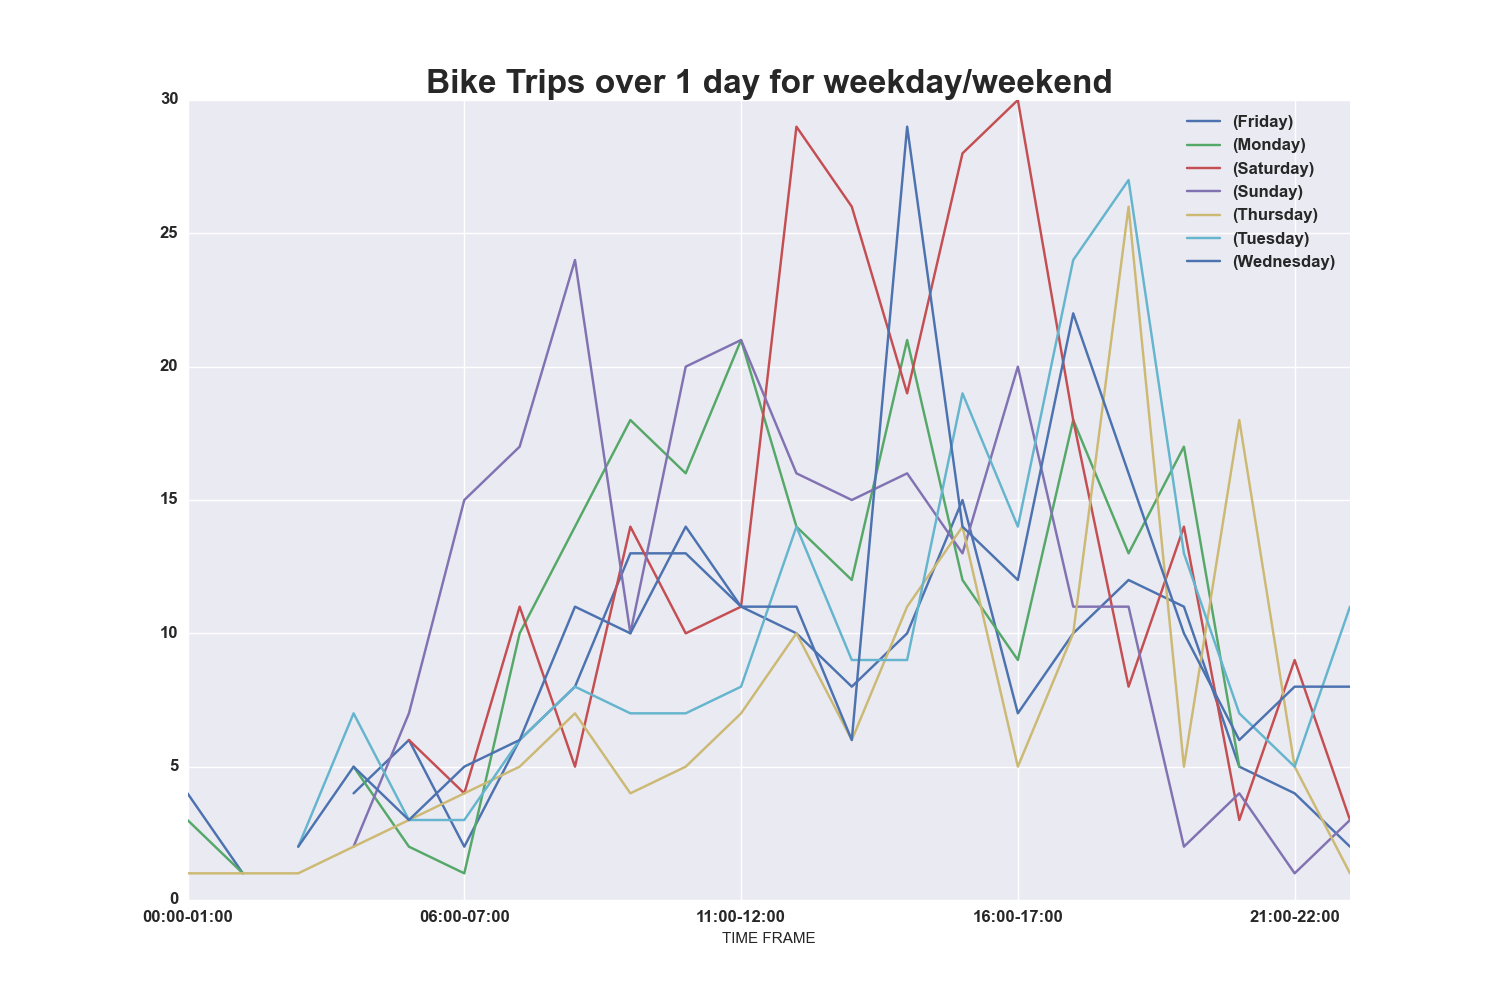 Bike Trips over 1 day for weekday/weekend
30
25
20
15
10
5
0
(Friday)
(Monday)
(Saturday)
(Sunday)
(Thursday)
(Tuesday)
(Wednesday)
00:00-01:00 06:00-07:00 11:00-12:00 16:00-17:00 21:00-22:00
TIME FRAME